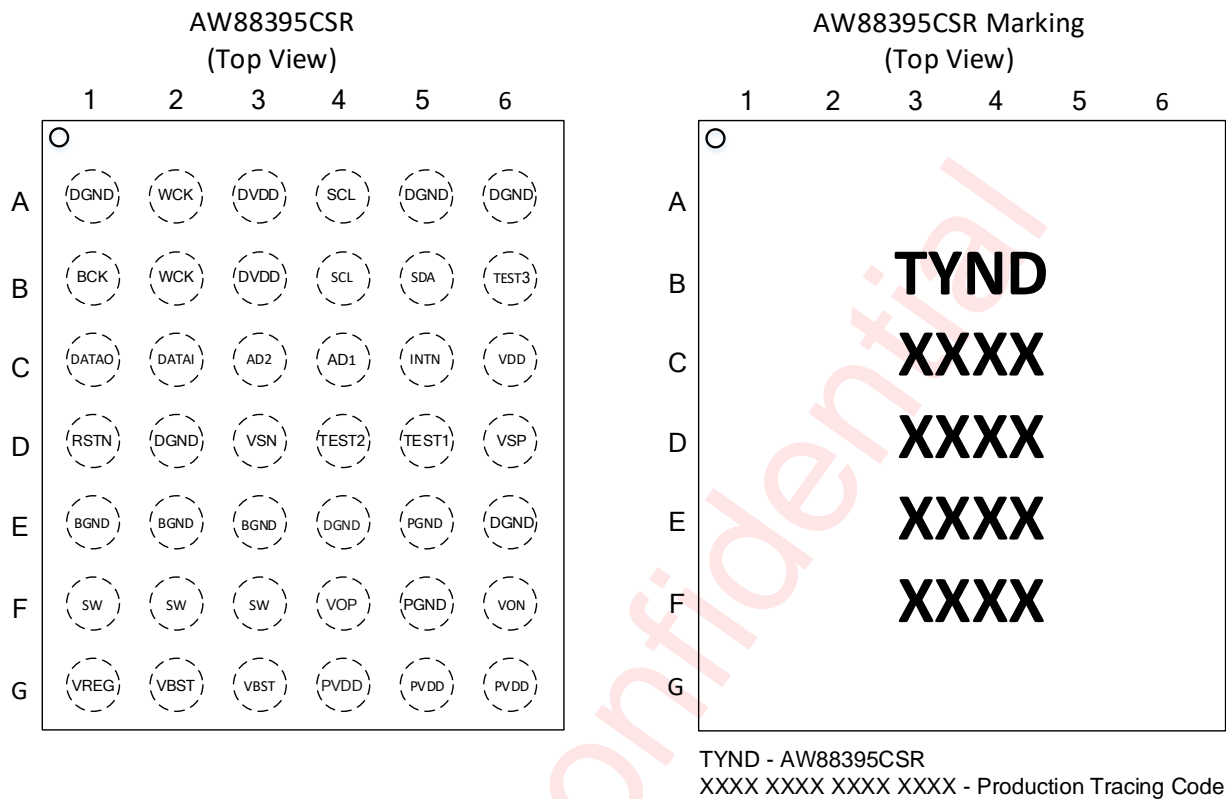 AW88395CSR
(Top View)
1 2 3 4 5 6
A DGND WCK DVDD SCL DGND DGND
B BCK WCK DVDD SCL SDA TEST3
C DATAO DATAI AD2 AD1 INTN VDD
D RSTN DGND VSN TEST2 TEST1 VSP
E BGND BGND BGND DGND PGND DGND
F SW SW SW VOP PGND VON
G VREG VBST VBST PVDD PVDD PVDD
AW88395CSR Marking
(Top View)
1 2 3 4 5 6
A
B TYND
C XXXX
D XXXX
E XXXX
F XXXX
G
TYND - AW88395CSR
XXXX XXXX XXXX XXXX - Production Tracing Code
onfidential